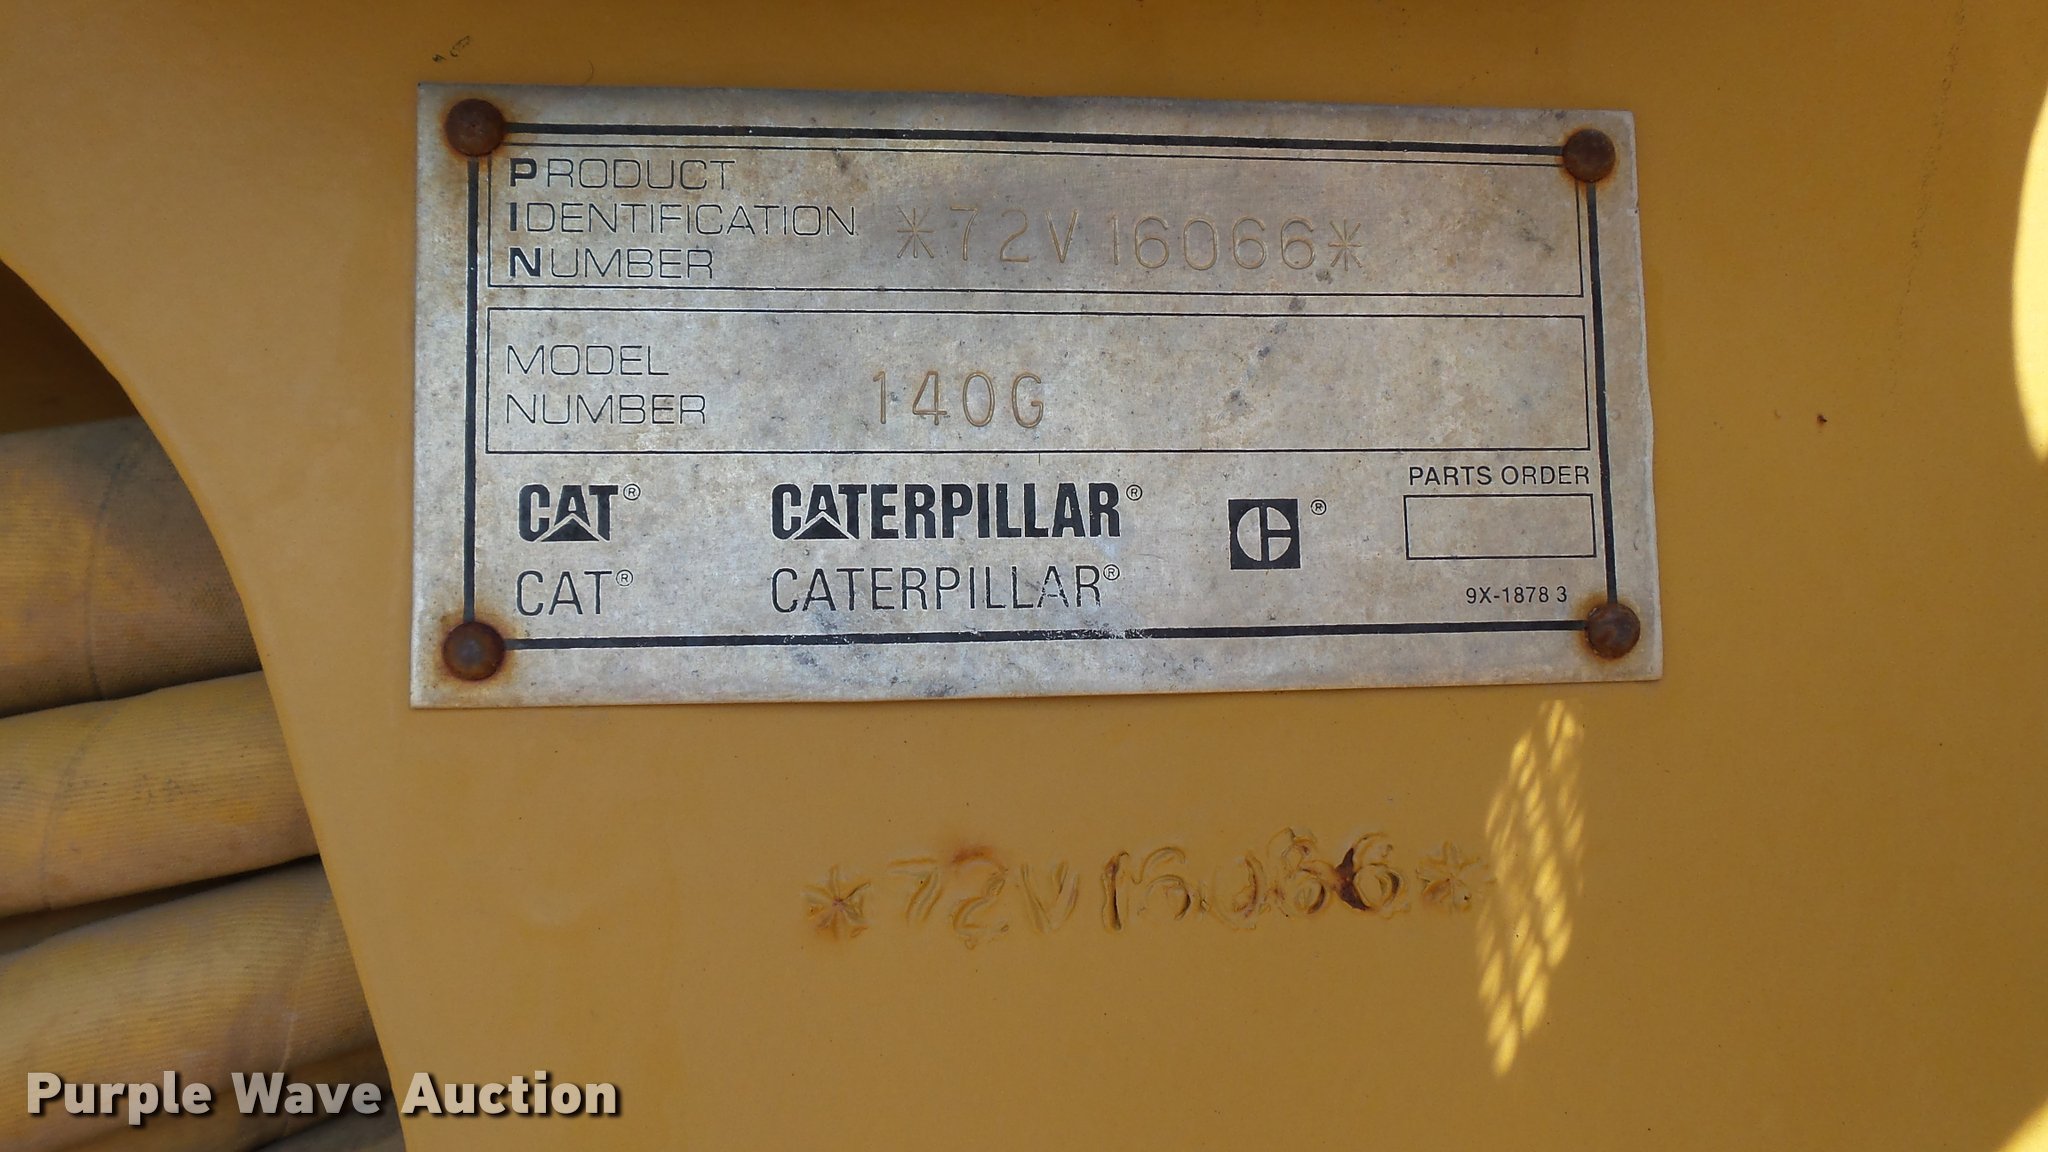 PRODUCT
IDENTIFICATION
NUMBER
*72V16066*
MODEL
NUMBER
140G
CAT® CATERPILLAR® C® PARTS ORDER
CAT® CATERPILLAR®
9X-1878 3
*72V16066*
Purple Wave Auction